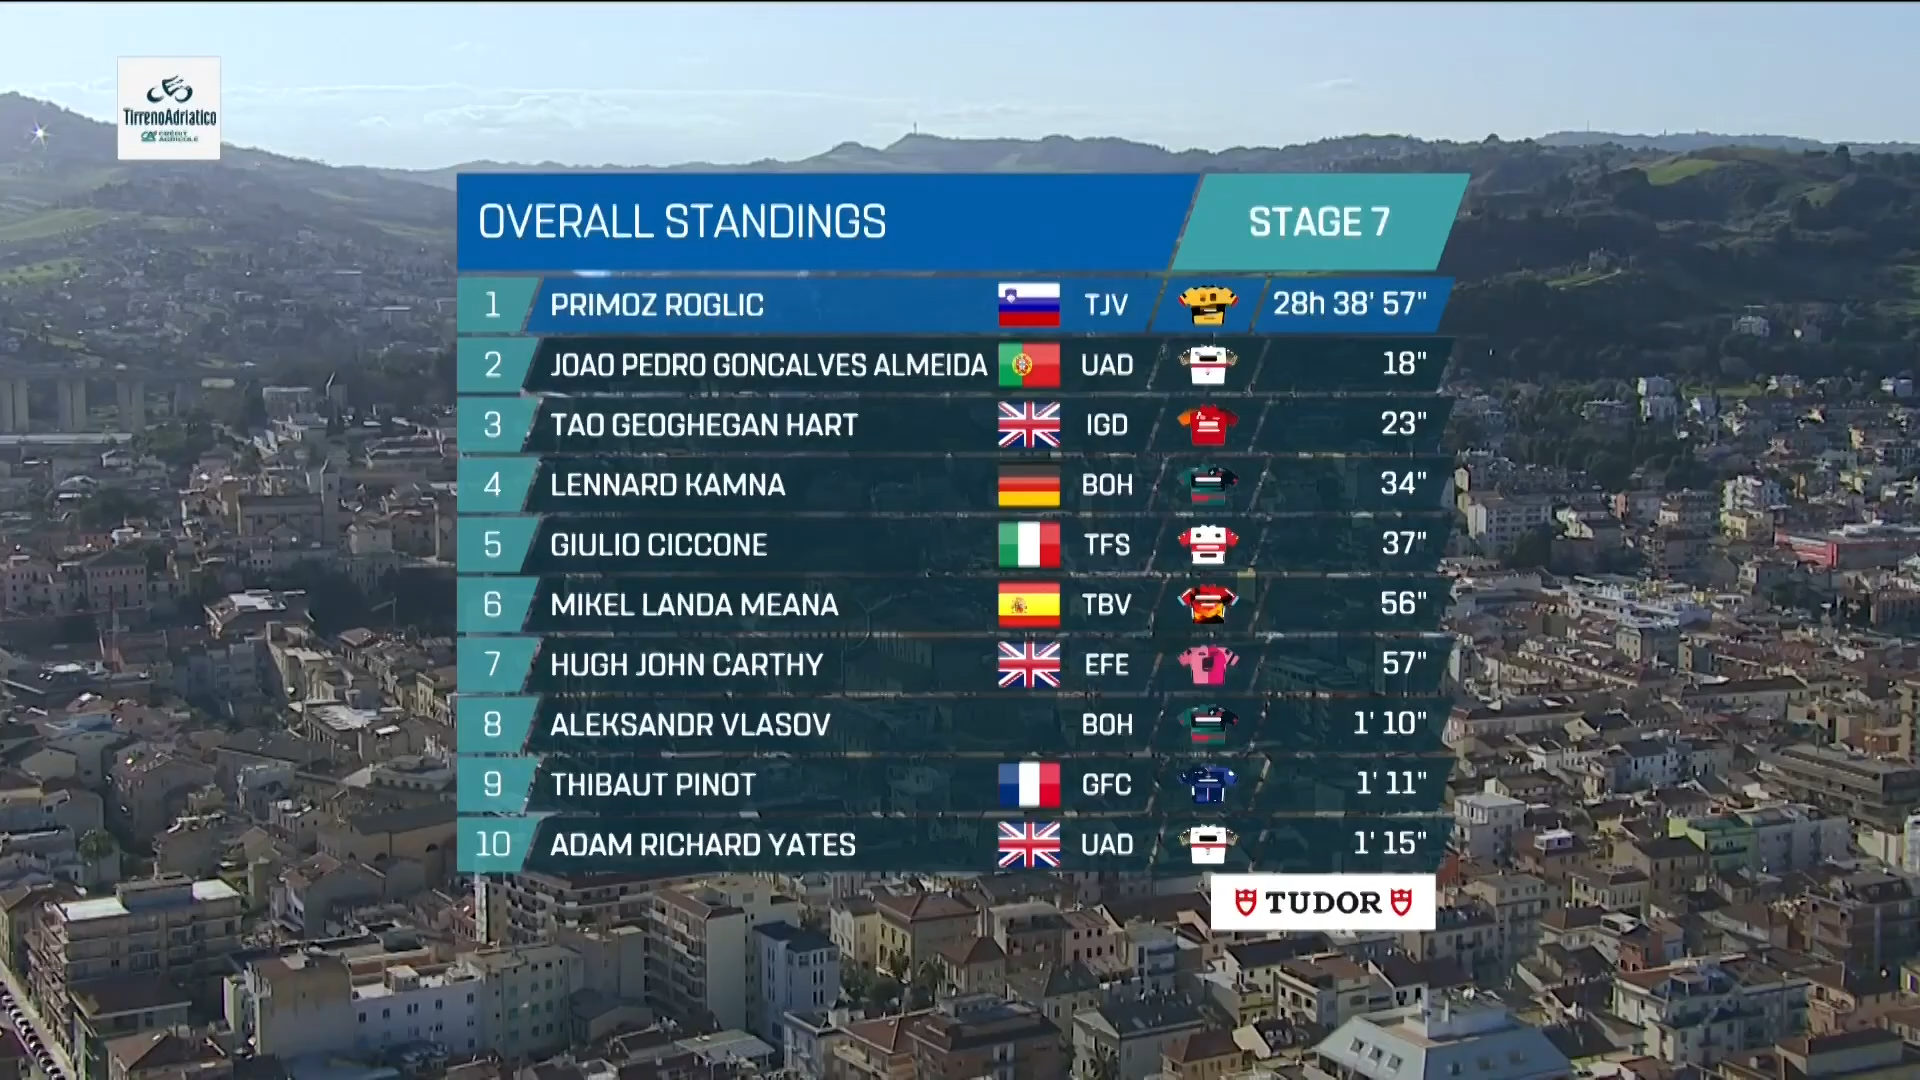 TirrenoAdriatico
CRÉDIT
AGRICOLE
OVERALL STANDINGS STAGE 7
1 PRIMOZ ROGLIC TJV 28h 38' 57"
2 JOAO PEDRO GONCALVES ALMEIDA UAD 18"
3 TAO GEOGHEGAN HART IGD 23"
4 LENNARD KAMNA BOH 34"
5 GIULIO CICCONE TFS 37"
6 MIKEL LANDA MEANA TBV 56"
7 HUGH JOHN CARTHY EFE 57"
8 ALEKSANDR VLASOV BOH 1' 10"
9 THIBAUT PINOT GFC 1' 11"
10 ADAM RICHARD YATES UAD 1' 15"
TUDOR